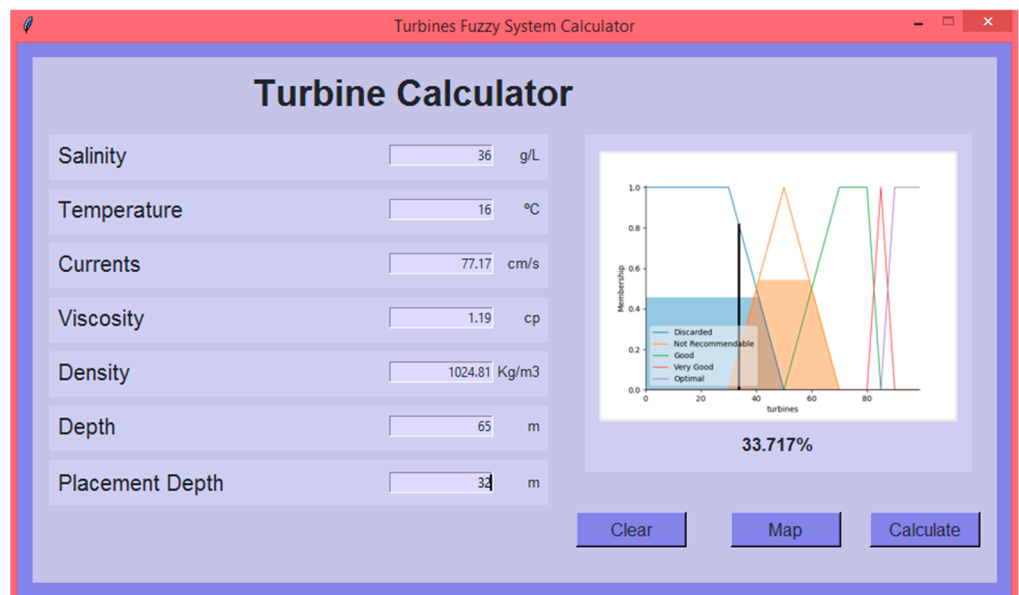 Turbines Fuzzy System Calculator
Turbine Calculator
Salinity 36 g/L
Temperature 16 ºC
Currents 77.17 cm/s
Viscosity 1.19 cp
Density 1024.81 Kg/m3
Depth 65 m
Placement Depth 32 m
1.0
0.8
0.6
0.4
0.2
0.0
Membership
Discarded
Not Recommendable
Good
Very Good
Optimal
0 20 40 60 80
turbines
33.717%
Clear Map Calculate